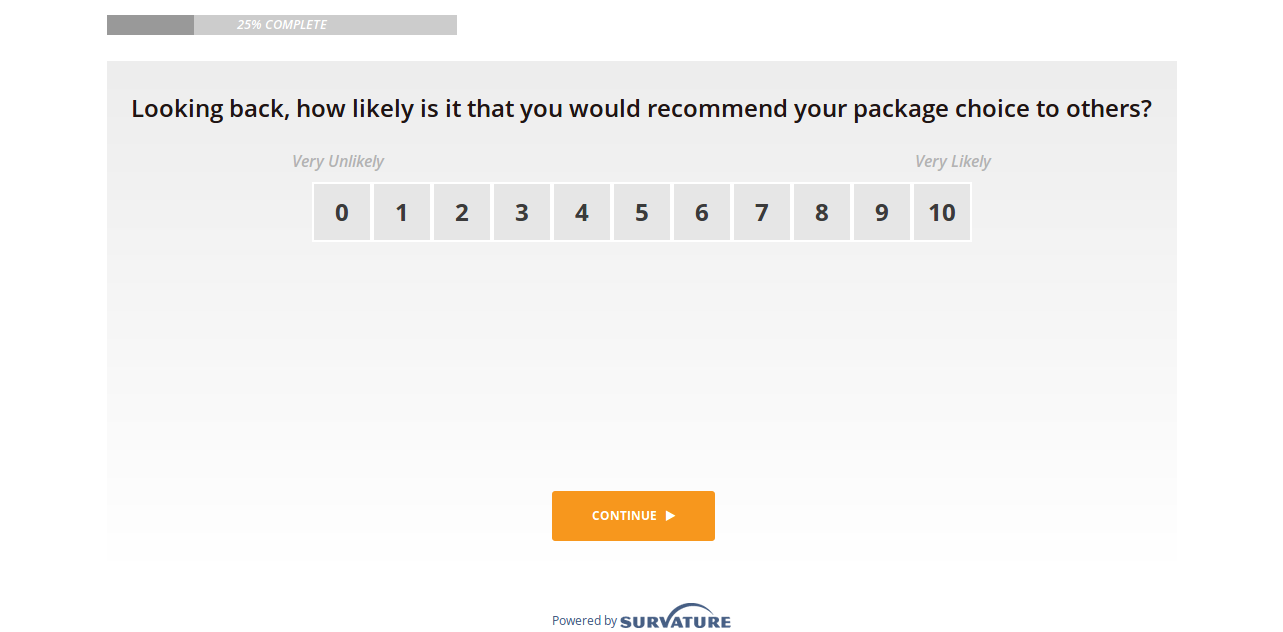 25% COMPLETE
Looking back, how likely is it that you would recommend your package choice to others?
Very Unlikely Very Likely
0 1 2 3 4 5 6 7 8 9 10
CONTINUE
Powered by SURVATURE